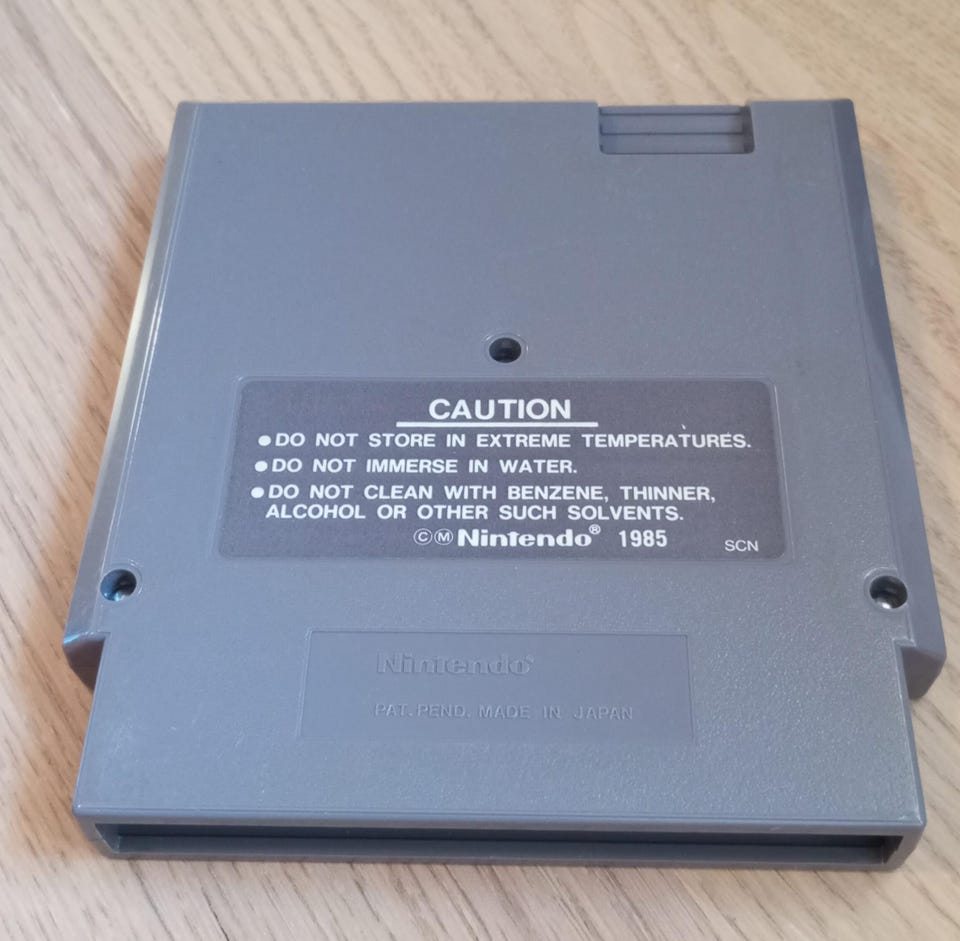 CAUTION
●DO NOT STORE IN EXTREME TEMPERATURES.
●DO NOT IMMERSE IN WATER.
●DO NOT CLEAN WITH BENZENE, THINNER,
ALCOHOL OR OTHER SUCH SOLVENTS.
ⒸⓂNintendo® 1985 SCN
Nintendo®
PAT. PEND. MADE IN JAPAN